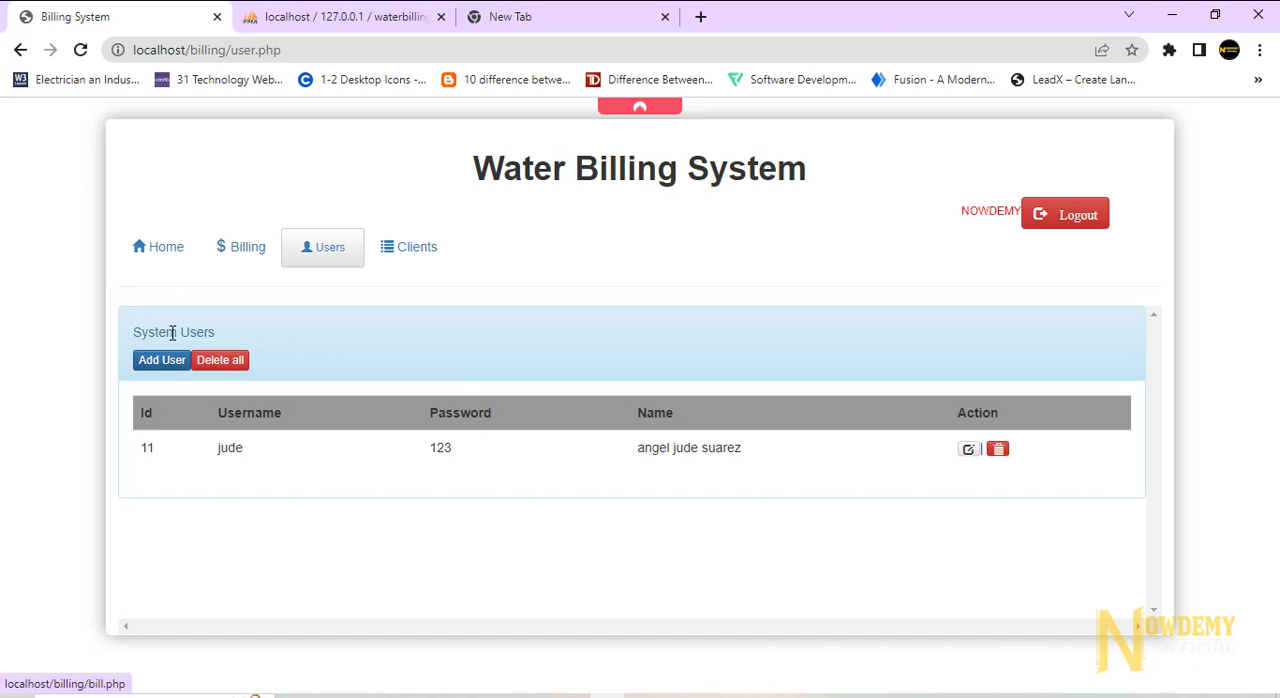 Billing System
localhost / 127.0.0.1 / waterbilling
New Tab
localhost/billing/user.php
Electrician an Indus...
31 Technology Web...
1-2 Desktop Icons -...
10 difference betwe...
Difference Between...
Software Developm...
Fusion - A Modern...
LeadX – Create Lan...
»
Water Billing System
NOWDEMY
Logout
Home
$ Billing
Users
Clients
System Users
Add User
Delete all
Id Username Password Name Action
11 jude 123 angel jude suarez |
NOWDEMY
OFFICIAL
localhost/billing/bill.php